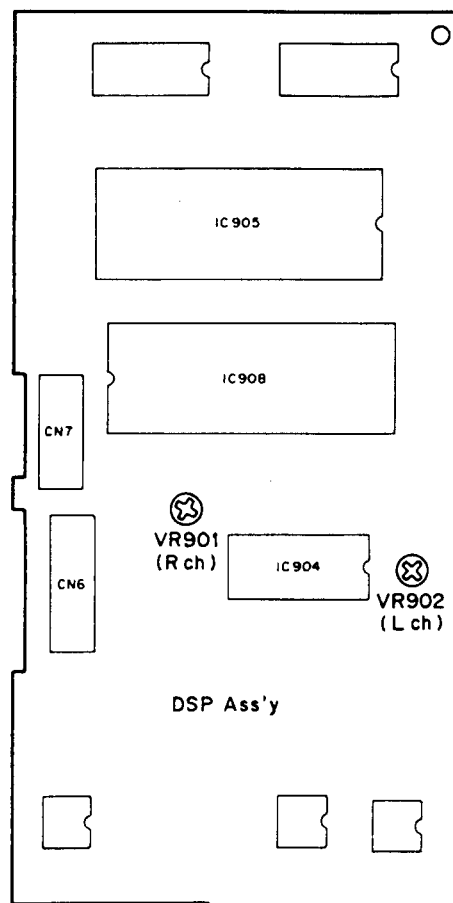 IC905
IC908
CN7
VR901
(R ch)
IC904
CN6
VR902
(L ch)
DSP Ass'y